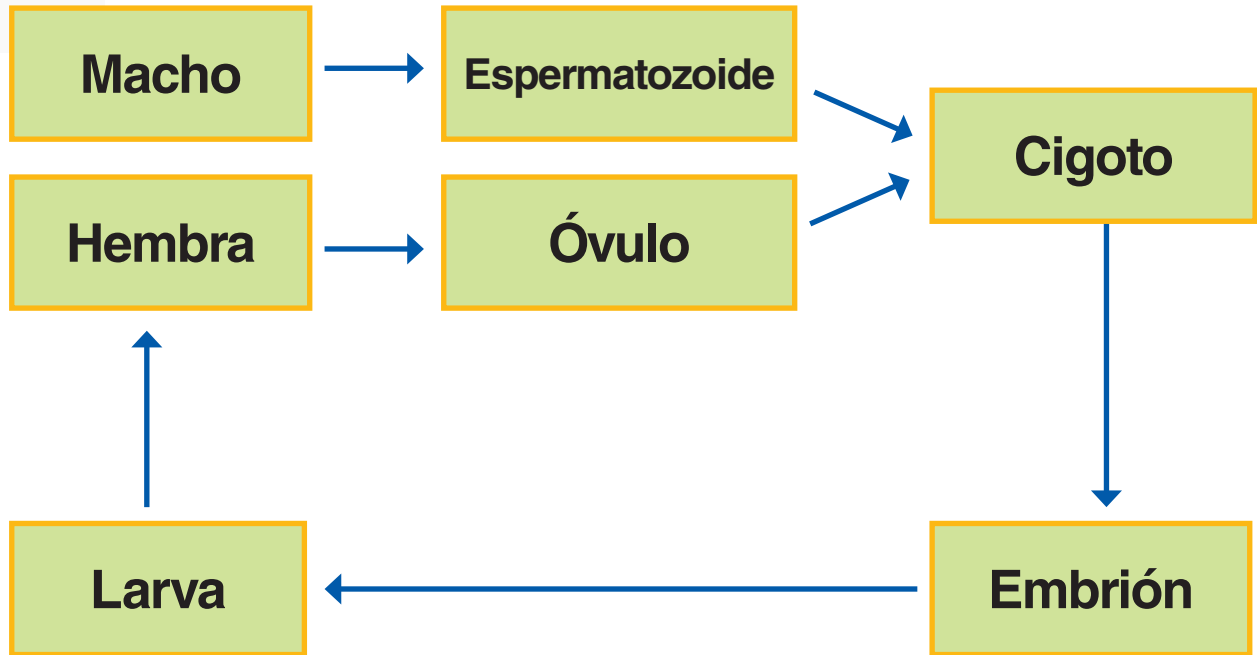 Macho
Espermatozoide
Cigoto
Hembra
Óvulo
Larva
Embrión